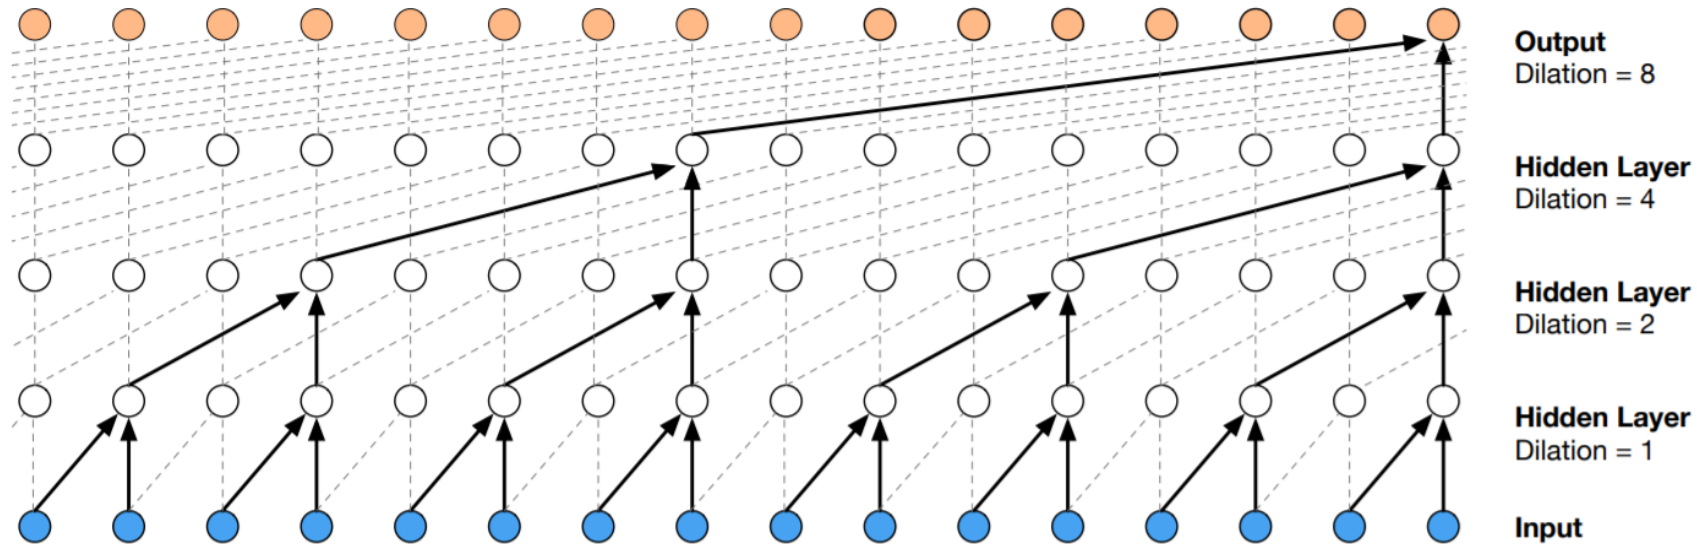 Output
Dilation = 8
Hidden Layer
Dilation = 4
Hidden Layer
Dilation = 2
Hidden Layer
Dilation = 1
Input